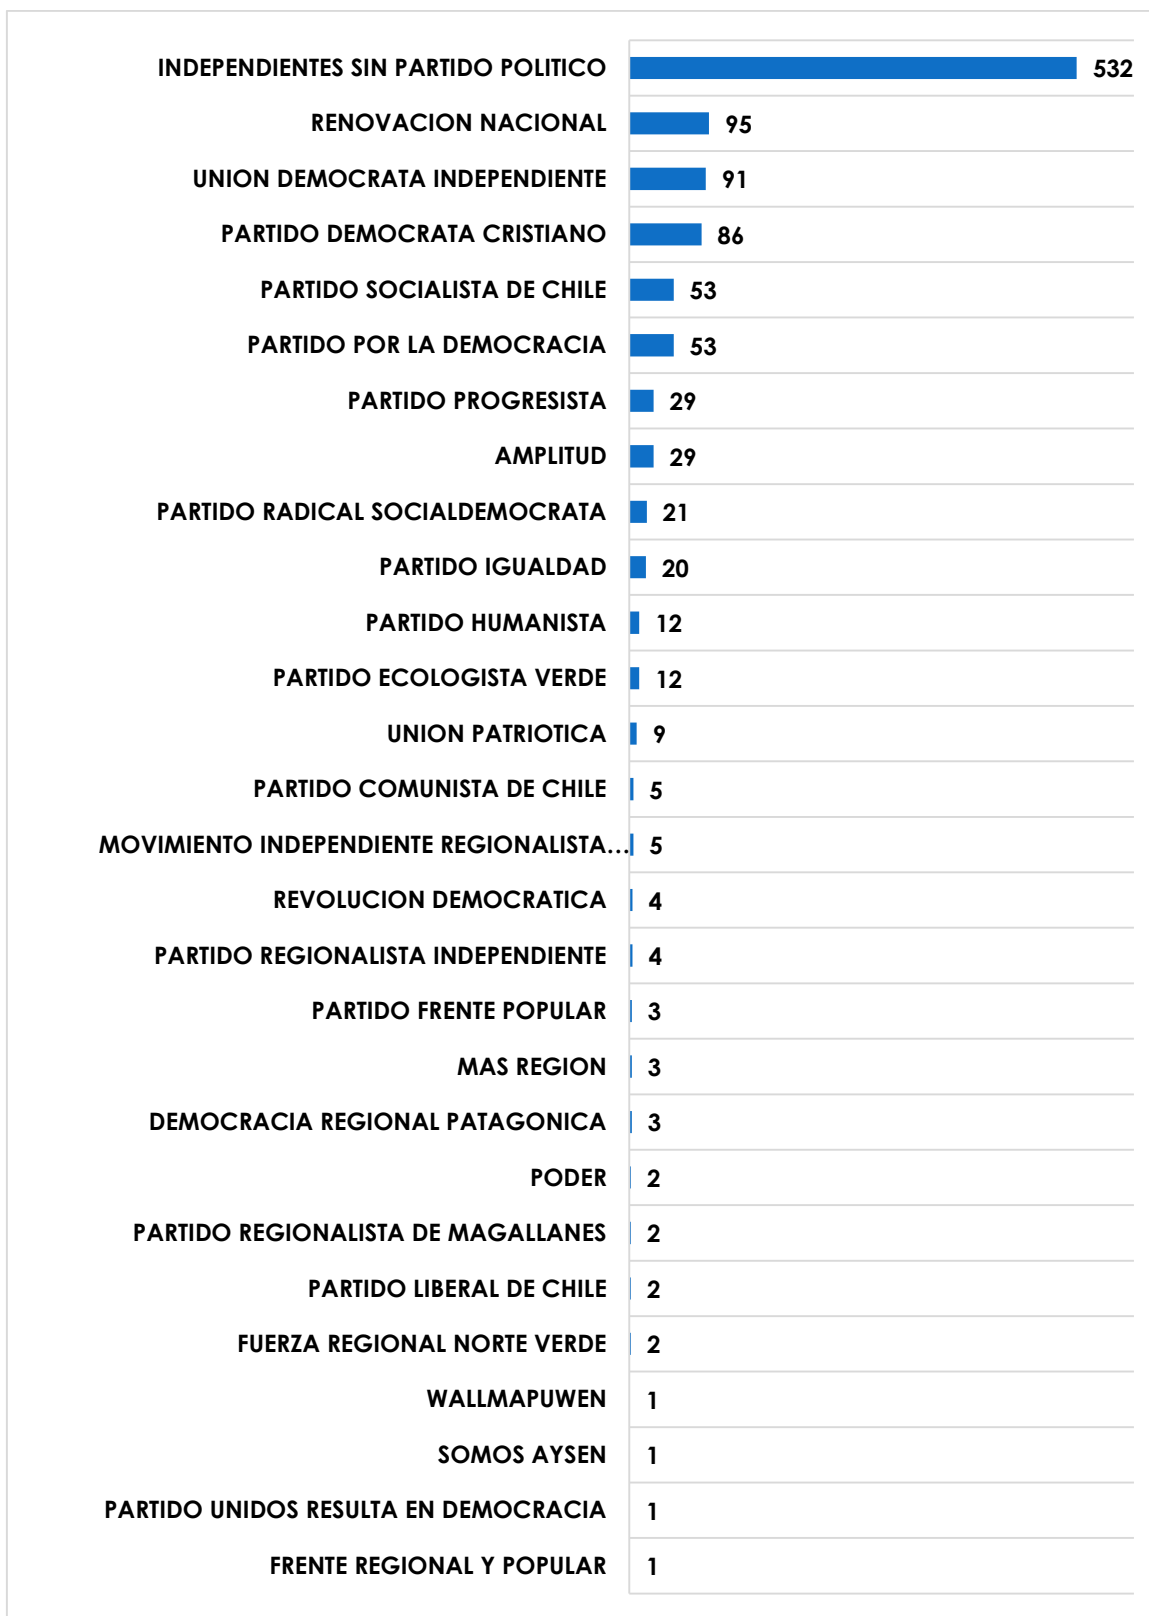 INDEPENDIENTES SIN PARTIDO POLITICO 532
RENOVACION NACIONAL 95
UNION DEMOCRATA INDEPENDIENTE 91
PARTIDO DEMOCRATA CRISTIANO 86
PARTIDO SOCIALISTA DE CHILE 53
PARTIDO POR LA DEMOCRACIA 53
PARTIDO PROGRESISTA 29
AMPLITUD 29
PARTIDO RADICAL SOCIALDEMOCRATA 21
PARTIDO IGUALDAD 20
PARTIDO HUMANISTA 12
PARTIDO ECOLOGISTA VERDE 12
UNION PATRIOTICA 9
PARTIDO COMUNISTA DE CHILE 5
MOVIMIENTO INDEPENDIENTE REGIONALISTA… 5
REVOLUCION DEMOCRATICA 4
PARTIDO REGIONALISTA INDEPENDIENTE 4
PARTIDO FRENTE POPULAR 3
MAS REGION 3
DEMOCRACIA REGIONAL PATAGONICA 3
PODER 2
PARTIDO REGIONALISTA DE MAGALLANES 2
PARTIDO LIBERAL DE CHILE 2
FUERZA REGIONAL NORTE VERDE 2
WALLMAPUWEN 1
SOMOS AYSEN 1
PARTIDO UNIDOS RESULTA EN DEMOCRACIA 1
FRENTE REGIONAL Y POPULAR 1